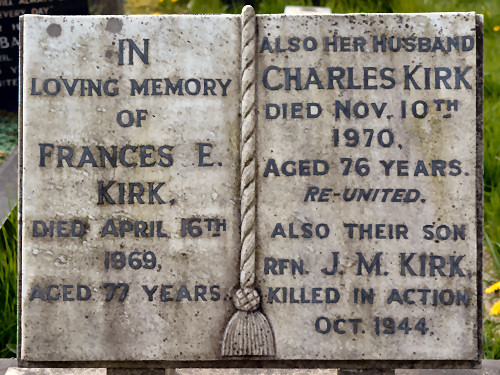 IN
LOVING MEMORY
OF
FRANCES E.
KIRK,
DIED APRIL 16TH
1969,
AGED 77 YEARS.
ALSO HER HUSBAND
CHARLES KIRK
DIED NOV. 10TH
1970,
AGED 76 YEARS.
RE-UNITED.
ALSO THEIR SON
RFN. J. M. KIRK,
KILLED IN ACTION
OCT. 1944.